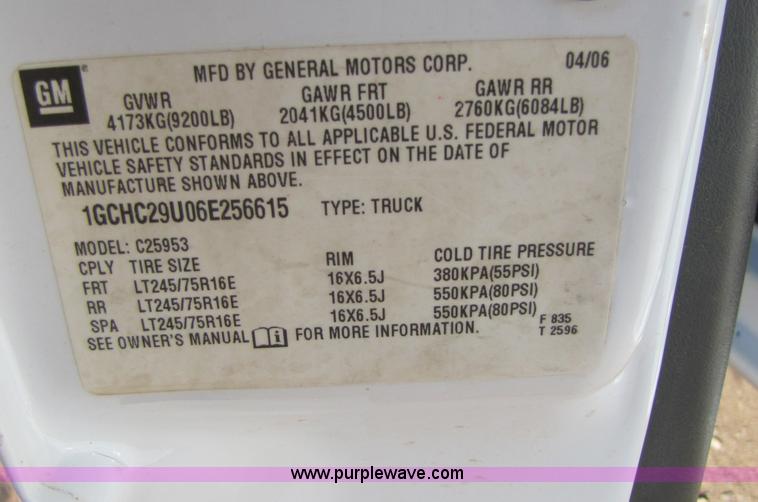 GM
MFD BY GENERAL MOTORS CORP. 04/06
GVWR GAWR FRT GAWR RR
4173KG(9200LB) 2041KG(4500LB) 2760KG(6084LB)
THIS VEHICLE CONFORMS TO ALL APPLICABLE U.S. FEDERAL MOTOR
VEHICLE SAFETY STANDARDS IN EFFECT ON THE DATE OF
MANUFACTURE SHOWN ABOVE.
1GCHC29U06E256615 TYPE: TRUCK
MODEL: C25953
CPLY TIRE SIZE RIM COLD TIRE PRESSURE
FRT LT245/75R16E 16X6.5J 380KPA(55PSI)
RR LT245/75R16E 16X6.5J 550KPA(80PSI)
SPA LT245/75R16E 16X6.5J 550KPA(80PSI)
F 835
SEE OWNER'S MANUAL FOR MORE INFORMATION. T 2596
www.purplewave.com